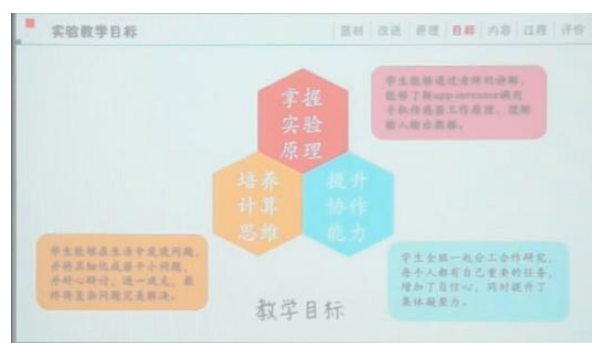 实验教学目标
器材 改进 原理 目标 内容 过程 评价
掌握
实验
原理
学生能够通过老师的讲解,
能够了解app inventor调用
手机传感器工作原理,理解
输入输出数据。
培养
计算
思维
提升
协作
能力
学生能够在生活中发现问题,
并将其细化成若干小问题,
并耐心研讨,逐一攻克,最
终将复杂问题完美解决。
学生全班一起分工合作研究,
每个人都有自己重要的任务,
增加了自信心,同时提升了
集体凝聚力。
教学目标